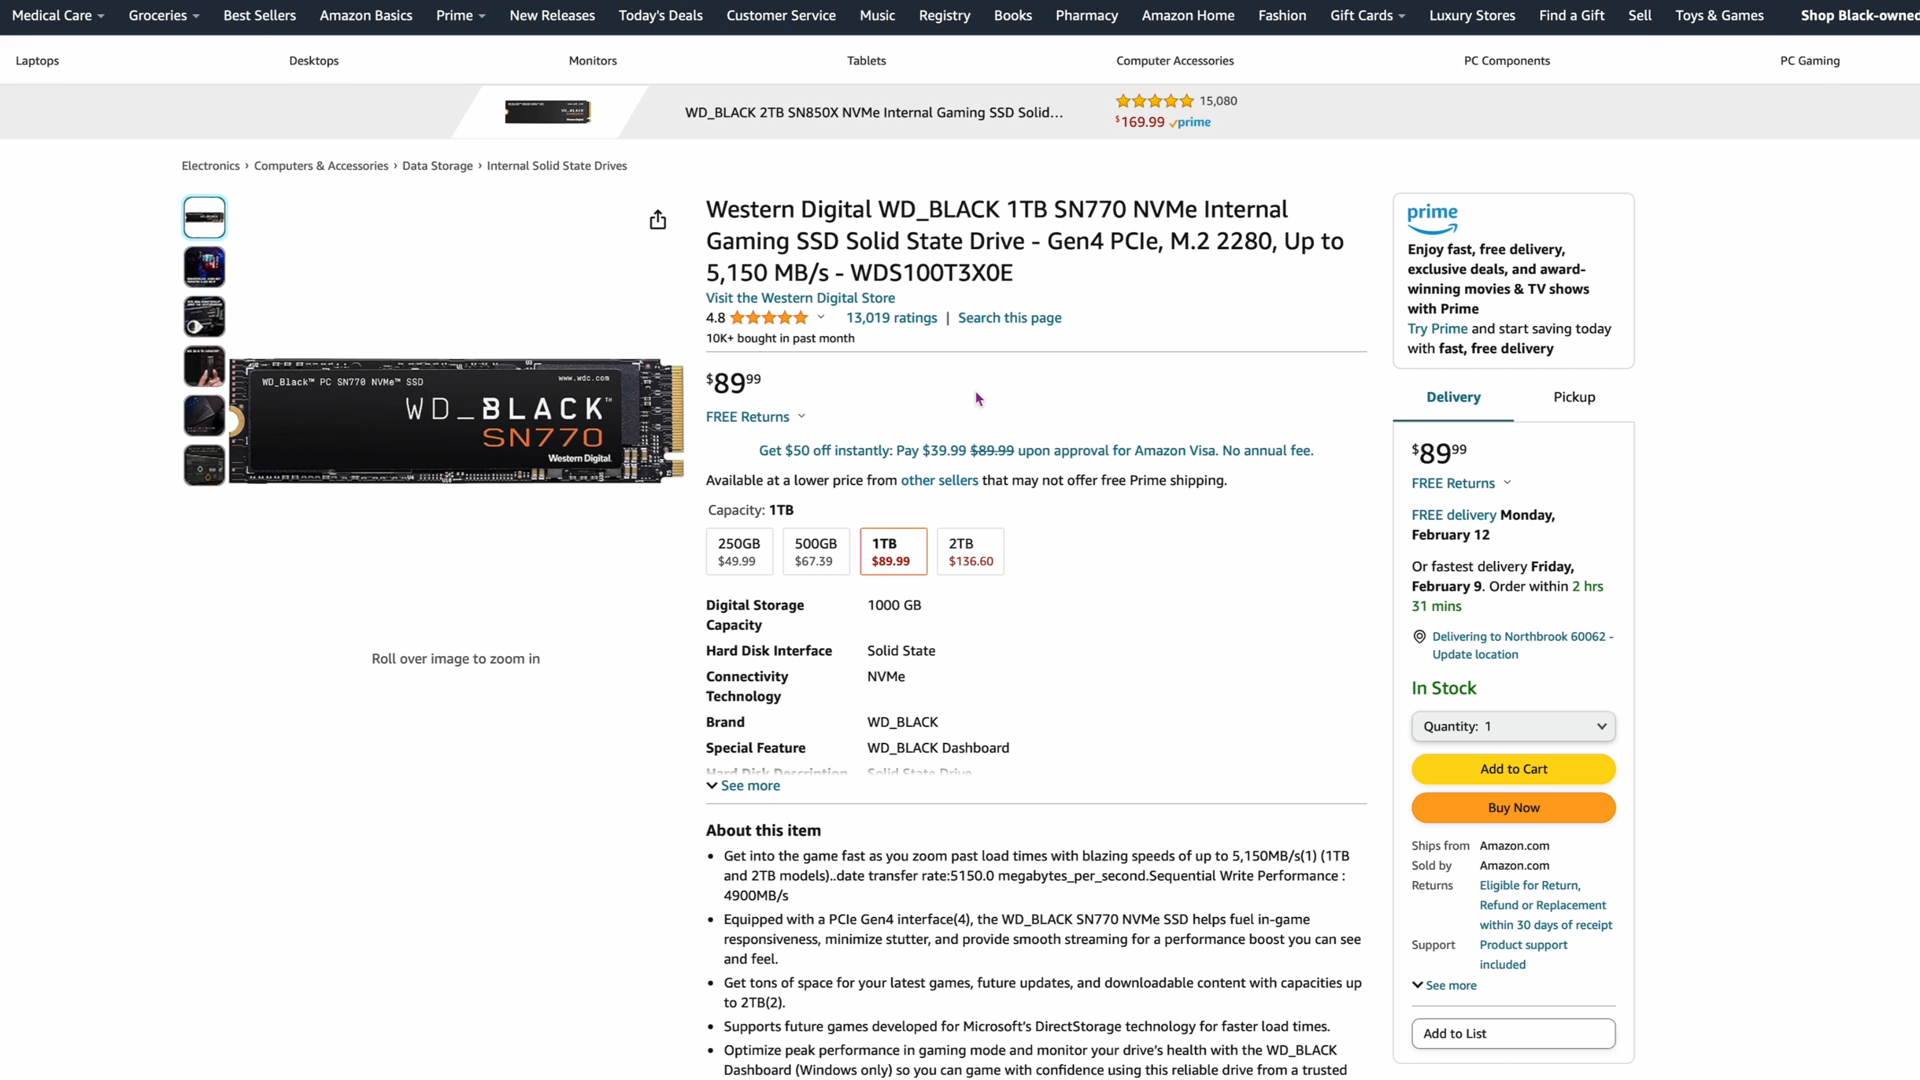 Medical Care Groceries Best Sellers Amazon Basics Prime New Releases Today's Deals Customer Service Music Registry Books Pharmacy Amazon Home Fashion Gift Cards Luxury Stores Find a Gift Sell Toys & Games Shop Black-owned
Laptops Desktops Monitors Tablets Computer Accessories PC Components PC Gaming
WD_BLACK 2TB SN850X NVMe Internal Gaming SSD Solid…
15,080
$169.99 prime
Electronics › Computers & Accessories › Data Storage › Internal Solid State Drives
WD_Black™ PC SN770 NVMe™ SSD
www.wdc.com
WD_BLACK™
SN770
Western Digital.
Roll over image to zoom in
Western Digital WD_BLACK 1TB SN770 NVMe Internal
Gaming SSD Solid State Drive - Gen4 PCIe, M.2 2280, Up to
5,150 MB/s - WDS100T3X0E
Visit the Western Digital Store
4.8 13,019 ratings | Search this page
10K+ bought in past month
$89.99
FREE Returns
Get $50 off instantly: Pay $39.99 $89.99 upon approval for Amazon Visa. No annual fee.
Available at a lower price from other sellers that may not offer free Prime shipping.
Capacity: 1TB
250GB 500GB 1TB 2TB
$49.99 $67.39 $89.99 $136.60
Digital Storage 1000 GB
Capacity
Hard Disk Interface Solid State
Connectivity NVMe
Technology
Brand WD_BLACK
Special Feature WD_BLACK Dashboard
Hard Disk Description Solid State Drive
See more
About this item
• Get into the game fast as you zoom past load times with blazing speeds of up to 5,150MB/s(1) (1TB
and 2TB models)..date transfer rate:5150.0 megabytes_per_second.Sequential Write Performance :
4900MB/s
• Equipped with a PCIe Gen4 interface(4), the WD_BLACK SN770 NVMe SSD helps fuel in-game
responsiveness, minimize stutter, and provide smooth streaming for a performance boost you can see
and feel.
• Get tons of space for your latest games, future updates, and downloadable content with capacities up
to 2TB(2).
• Supports future games developed for Microsoft's DirectStorage technology for faster load times.
• Optimize peak performance in gaming mode and monitor your drive's health with the WD_BLACK
Dashboard (Windows only) so you can game with confidence using this reliable drive from a trusted
prime
Enjoy fast, free delivery,
exclusive deals, and award-
winning movies & TV shows
with Prime
Try Prime and start saving today
with fast, free delivery
Delivery Pickup
$89.99
FREE Returns
FREE delivery Monday,
February 12
Or fastest delivery Friday,
February 9. Order within 2 hrs
31 mins
Delivering to Northbrook 60062 -
Update location
In Stock
Quantity: 1
Add to Cart
Buy Now
Ships from Amazon.com
Sold by Amazon.com
Returns Eligible for Return,
Refund or Replacement
within 30 days of receipt
Support Product support
included
See more
Add to List